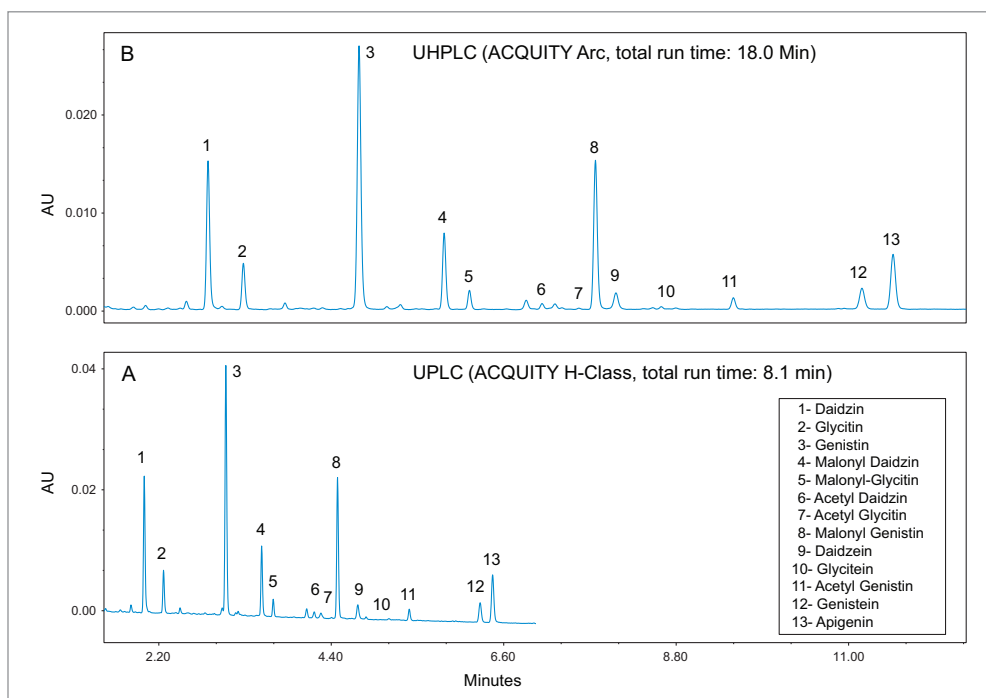 B
UHPLC (ACQUITY Arc, total run time: 18.0 Min)
AU
0.020
0.010
0.000
1
2
3
4
5
6
7
8
9
10
11
12
13
A
UPLC (ACQUITY H-Class, total run time: 8.1 min)
AU
0.04
0.02
0.00
1
2
3
4
5
6
7
8
9
10
11
12
13
1- Daidzin
2- Glycitin
3- Genistin
4- Malonyl Daidzin
5- Malonyl-Glycitin
6- Acetyl Daidzin
7- Acetyl Glycitin
8- Malonyl Genistin
9- Daidzein
10- Glycitein
11- Acetyl Genistin
12- Genistein
13- Apigenin
2.20 4.40 6.60 8.80 11.00
Minutes